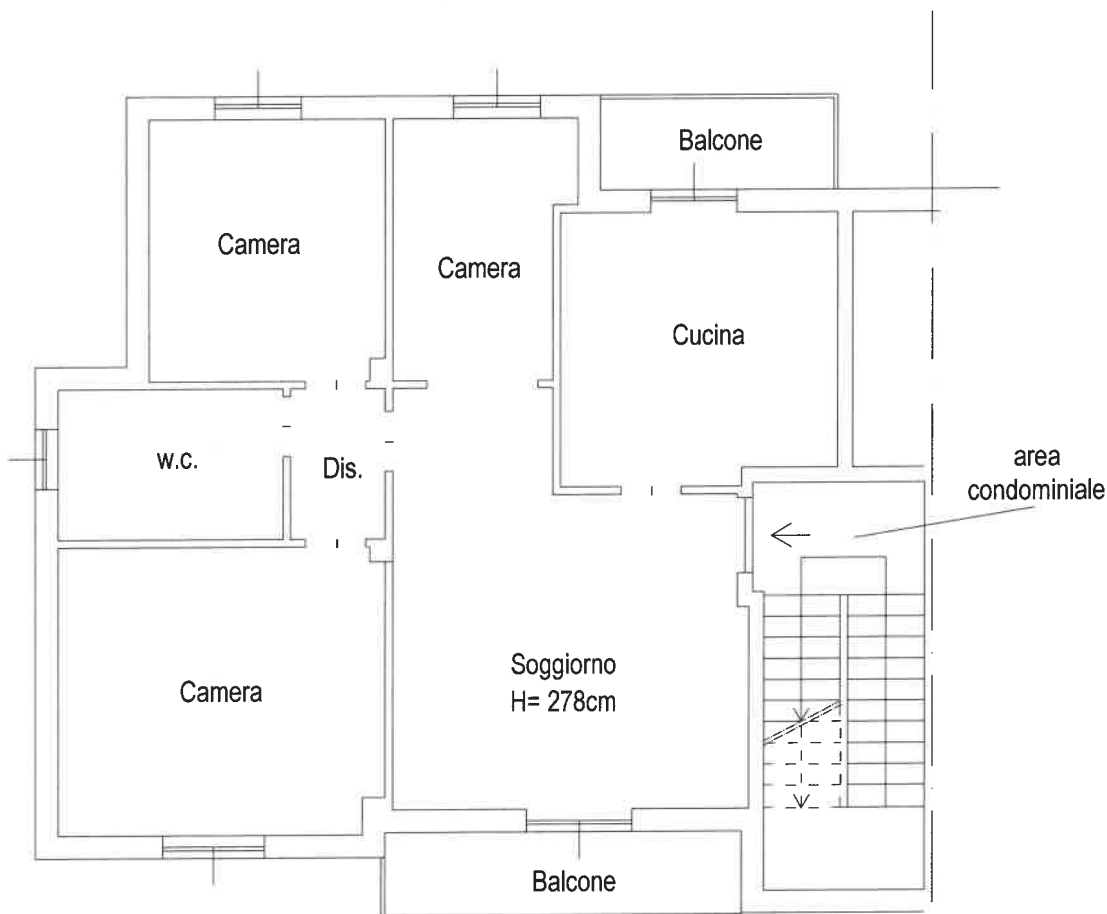 Balcone
Camera
Camera
Cucina
w.c.
Dis.
area
condominiale
Soggiorno
H= 278cm
Camera
Balcone